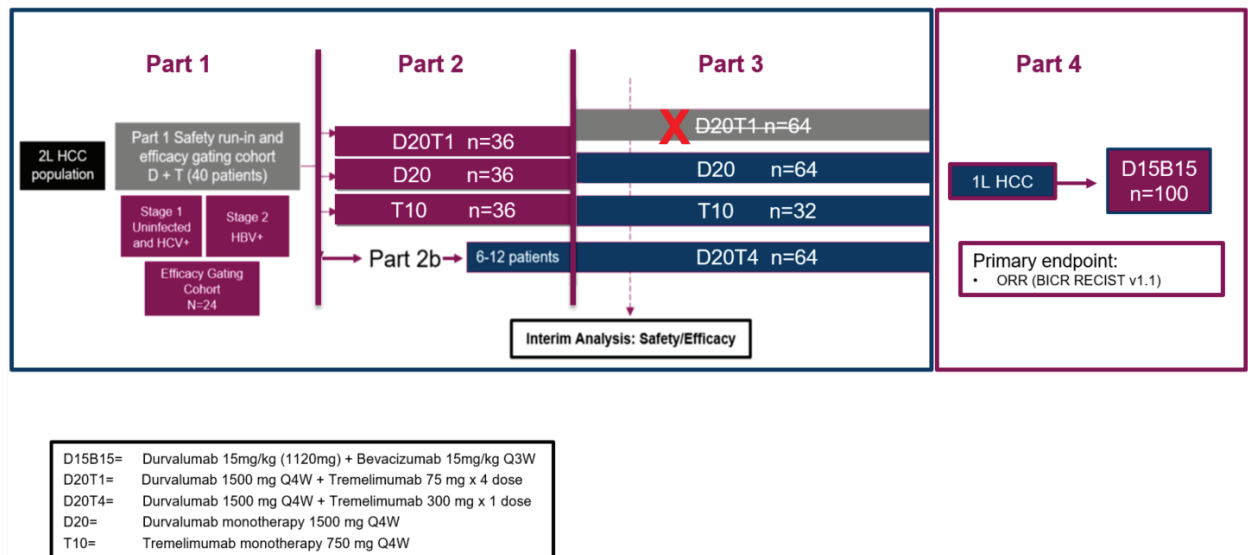 Part 1
Part 2
Part 3
Part 4
2L HCC
population
Part 1 Safety run-in and
efficacy gating cohort
D + T (40 patients)
Stage 1
Uninfected
and HCV+
Stage 2
HBV+
Efficacy Gating
Cohort
N=24
D20T1 n=36
D20 n=36
T10 n=36
Part 2b
6-12 patients
X D20T1 n=64
D20 n=64
T10 n=32
D20T4 n=64
Interim Analysis: Safety/Efficacy
1L HCC
D15B15
n=100
Primary endpoint:
• ORR (BICR RECIST v1.1)
D15B15= Durvalumab 15mg/kg (1120mg) + Bevacizumab 15mg/kg Q3W
D20T1= Durvalumab 1500 mg Q4W + Tremelimumab 75 mg x 4 dose
D20T4= Durvalumab 1500 mg Q4W + Tremelimumab 300 mg x 1 dose
D20= Durvalumab monotherapy 1500 mg Q4W
T10= Tremelimumab monotherapy 750 mg Q4W